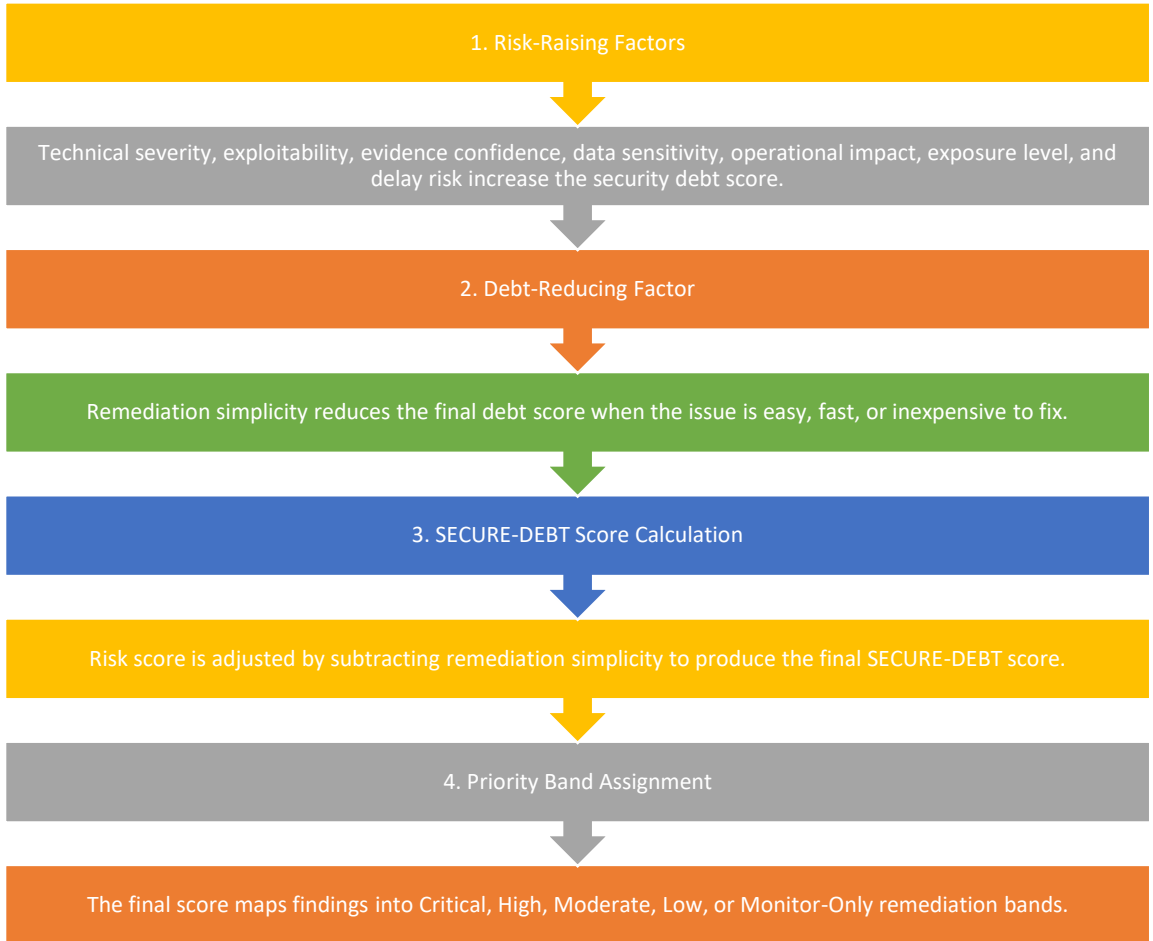 1. Risk-Raising Factors
Technical severity, exploitability, evidence confidence, data sensitivity, operational impact, exposure level, and
delay risk increase the security debt score.
2. Debt-Reducing Factor
Remediation simplicity reduces the final debt score when the issue is easy, fast, or inexpensive to fix.
3. SECURE-DEBT Score Calculation
Risk score is adjusted by subtracting remediation simplicity to produce the final SECURE-DEBT score.
4. Priority Band Assignment
The final score maps findings into Critical, High, Moderate, Low, or Monitor-Only remediation bands.